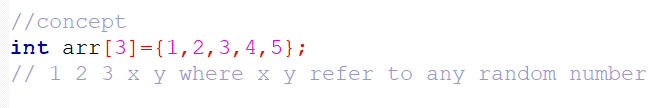 //concept
int arr[3]={1,2,3,4,5};
// 1 2 3 x y where x y refer to any random number